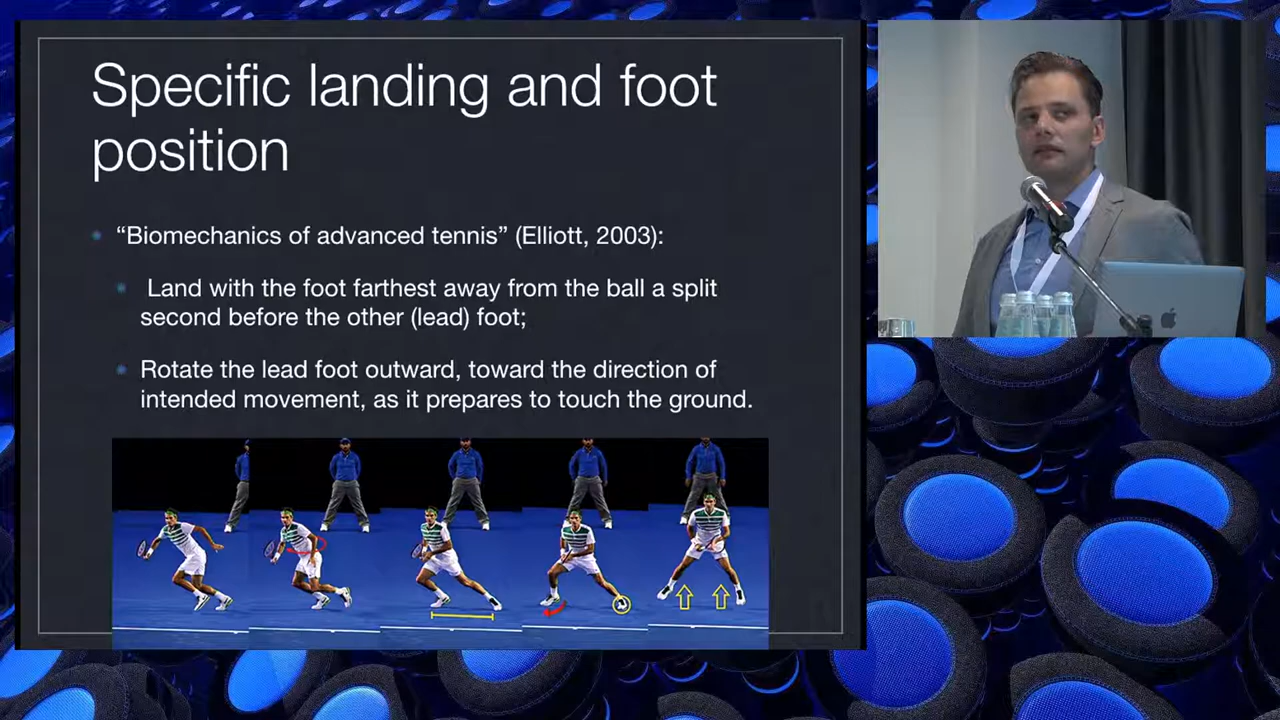 Specific landing and foot
position
“Biomechanics of advanced tennis” (Elliott, 2003):
Land with the foot farthest away from the ball a split
second before the other (lead) foot;
Rotate the lead foot outward, toward the direction of
intended movement, as it prepares to touch the ground.